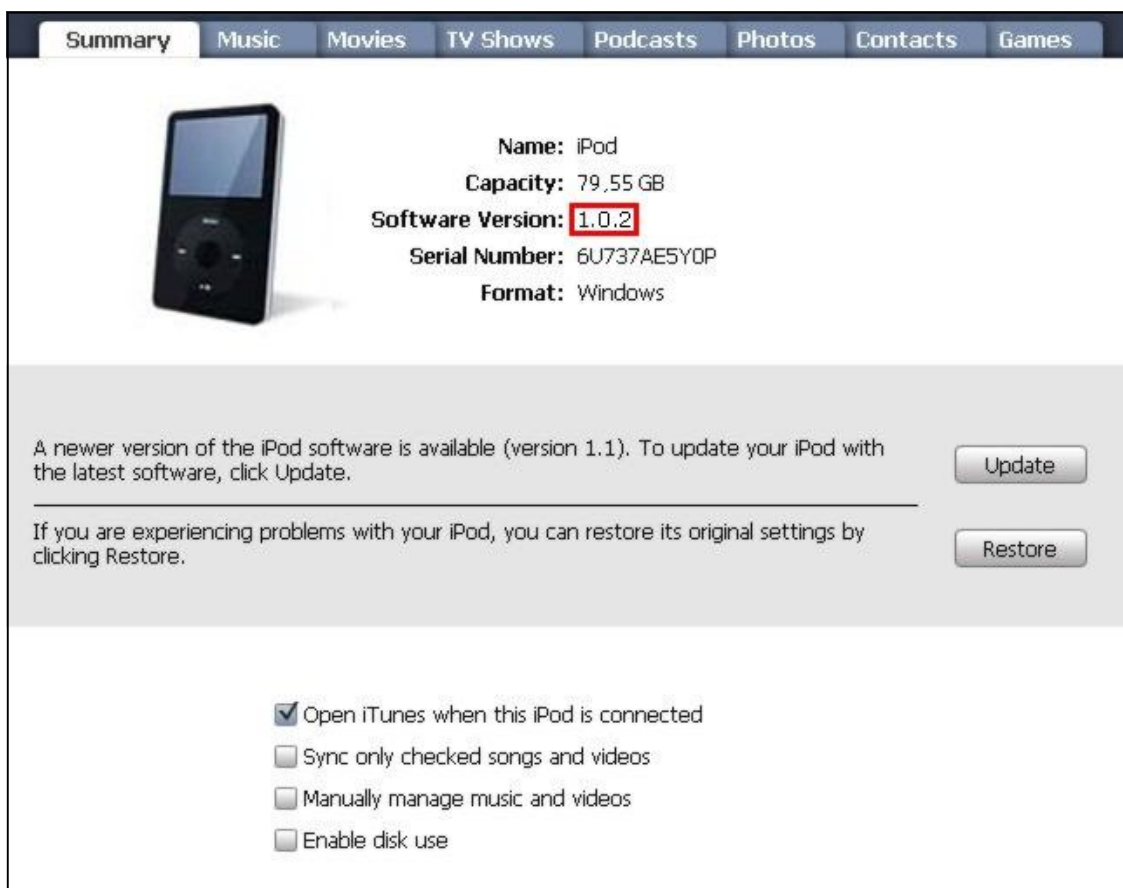 Summary Music Movies TV Shows Podcasts Photos Contacts Games
Name: iPod
Capacity: 79,55 GB
Software Version: 1.0.2
Serial Number: 6U737AE5Y0P
Format: Windows
A newer version of the iPod software is available (version 1.1). To update your iPod with
the latest software, click Update.
Update
If you are experiencing problems with your iPod, you can restore its original settings by
clicking Restore.
Restore
Open iTunes when this iPod is connected
Sync only checked songs and videos
Manually manage music and videos
Enable disk use